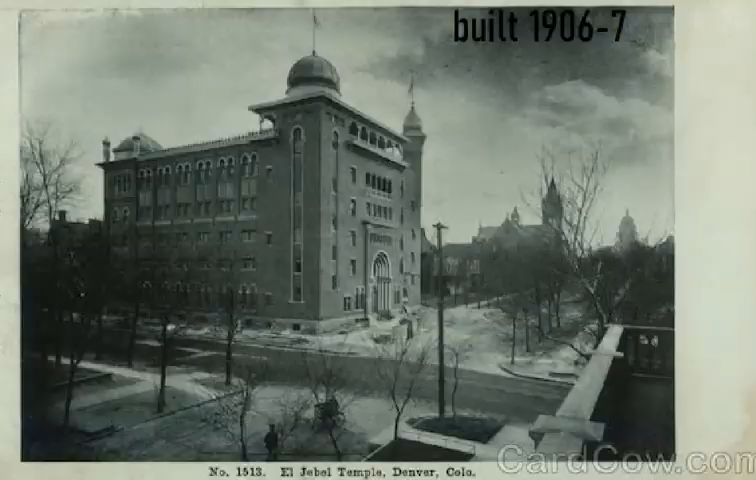 built 1906-7
No. 1513. El Jebel Temple, Denver, Colo.
CardCow.com